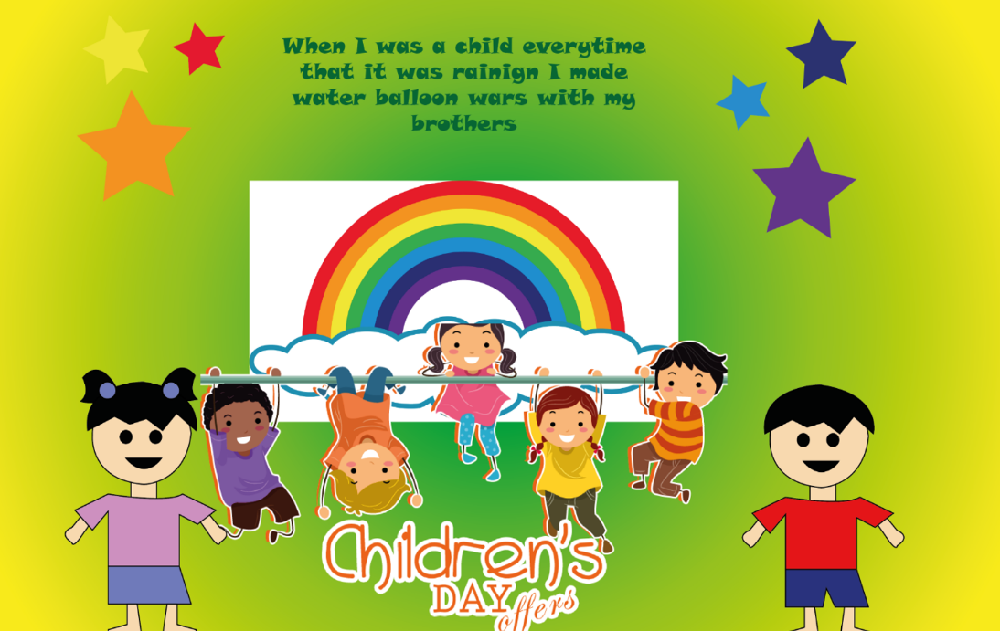 When I was a child everytime
that it was rainign I made
water balloon wars with my
brothers
Children's
DAY
offers